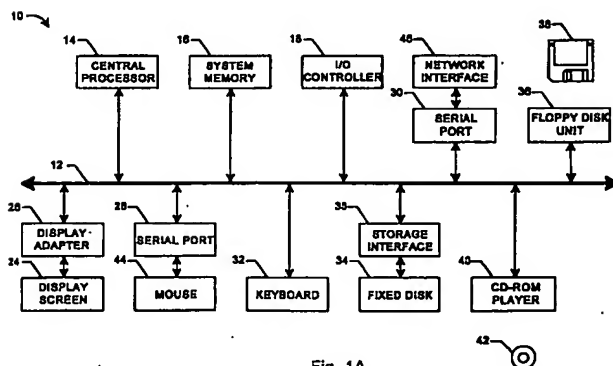 10
14
CENTRAL
PROCESSOR
16
SYSTEM
MEMORY
18
I/O
CONTROLLER
46
NETWORK
INTERFACE
30
SERIAL
PORT
38
36
FLOPPY DISK
UNIT
12
26
DISPLAY
ADAPTER
24
DISPLAY
SCREEN
28
SERIAL PORT
44
MOUSE
32
KEYBOARD
35
STORAGE
INTERFACE
34
FIXED DISK
40
CD-ROM
PLAYER
42
Fig. 1A